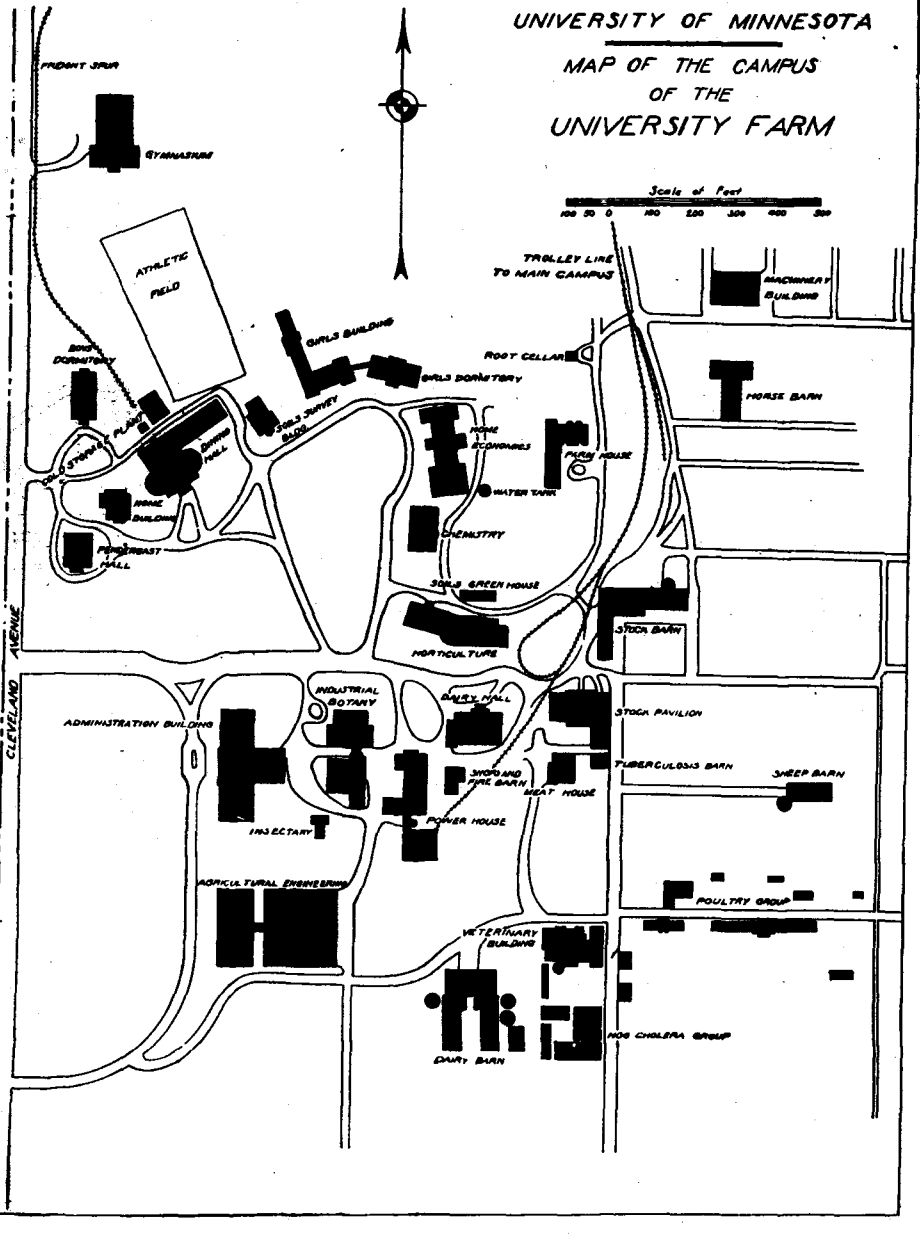 UNIVERSITY OF MINNESOTA
MAP OF THE CAMPUS
OF THE
UNIVERSITY FARM
Scale of Feet
100 50 0 100 200 300 400 500
FREIGHT SPUR
GYMNASIUM
ATHLETIC
FIELD
TROLLEY LINE
TO MAIN CAMPUS
MACHINERY
BUILDING
BOYS
DORMITORY
GIRLS BUILDING
GIRLS DORMITORY
ROOT CELLAR
HORSE BARN
COLD STORAGE PLANT
DINING
HALL
SOILS SURVEY
BLDG
HOME
ECONOMICS
FARM HOUSE
WATER TANK
HOME
BUILDING
PENDERGAST
HALL
CHEMISTRY
SOILS GREEN HOUSE
STOCK BARN
HORTICULTURE
CLEVELAND AVENUE
ADMINISTRATION BUILDING
INDUSTRIAL
BOTANY
DAIRY HALL
STOCK PAVILION
SHOPS AND
FIRE BARN
MEAT HOUSE
TUBERCULOSIS BARN
SHEEP BARN
INSECTARY
POWER HOUSE
AGRICULTURAL ENGINEERING
POULTRY GROUP
VETERINARY
BUILDING
DAIRY BARN
HOG CHOLERA GROUP